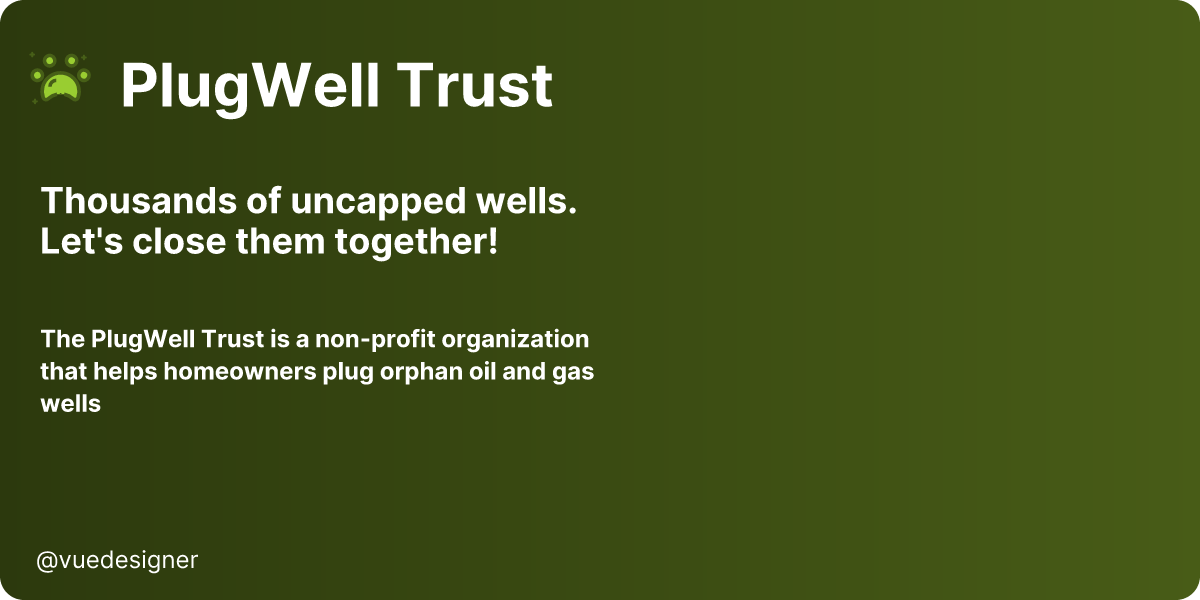 PlugWell Trust
Thousands of uncapped wells.
Let's close them together!
The PlugWell Trust is a non-profit organization
that helps homeowners plug orphan oil and gas
wells
@vuedesigner